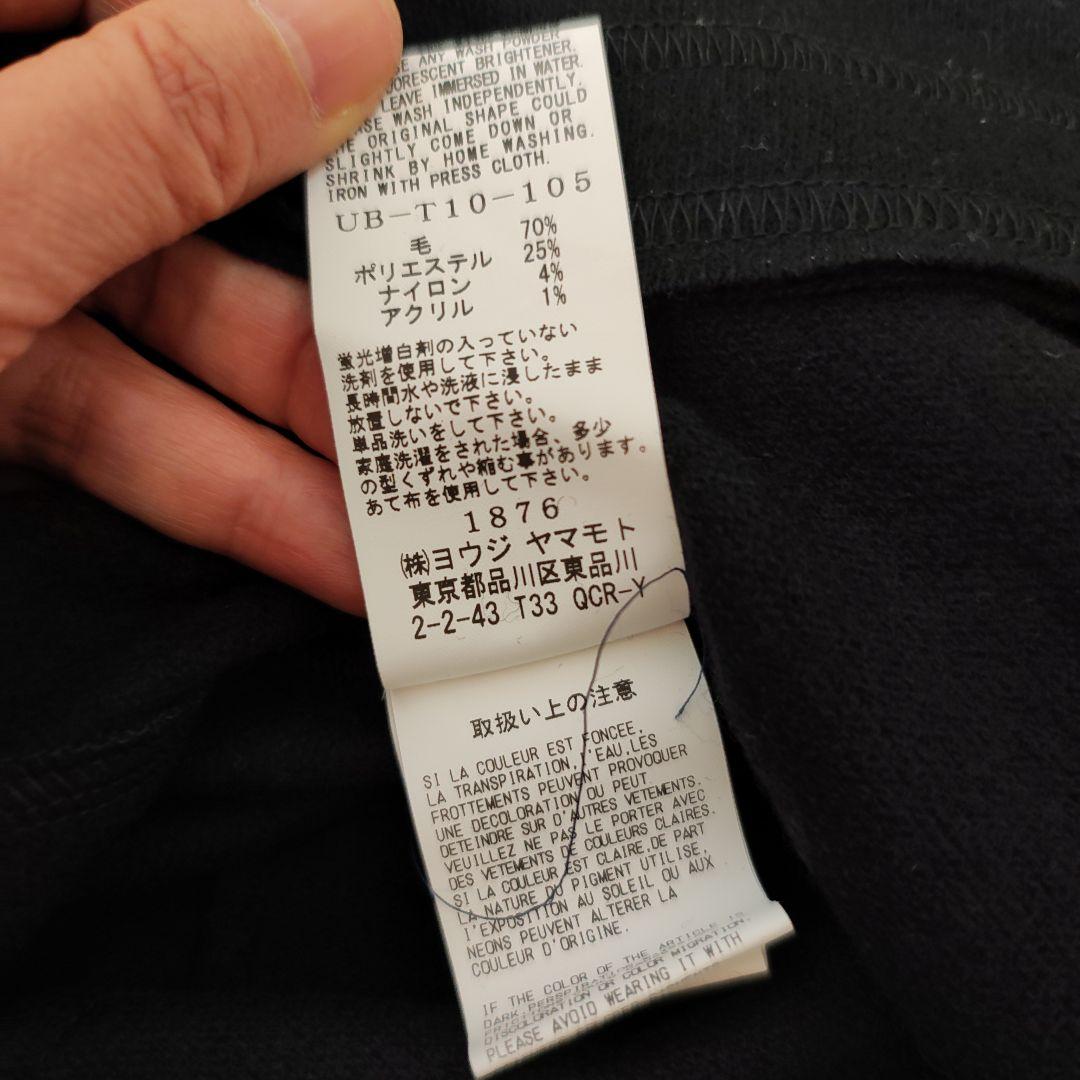 ANY WASH POWDER
BRIGHTENER.
LEAVE IMMERSED IN WATER.
WASH INDEPENDENTLY.
ORIGINAL SHAPE COULD
SLIGHTLY COME DOWN OR
SHRINK BY HOME WASHING.
IRON WITH PRESS CLOTH.
UB-T10-105
毛 70%
ポリエステル 25%
ナイロン 4%
アクリル 1%
蛍光増白剤の入っていない
洗剤を使用して下さい。
長時間水や洗液に浸したまま
放置しないで下さい。
単品洗いをして下さい。
家庭洗濯をされた場合、多少
の型くずれや縮む事があります。
あて布を使用して下さい。
1876
㈱ヨウジ ヤマモト
東京都品川区東品川
2-2-43 T33 QCR-Y
取扱い上の注意
SI LA COULEUR EST FONCEE,
LA TRANSPIRATION,l'EAU,LES
FROTTEMENTS PEUVENT PROVOQUER
UNE DECOLORATION OU PEUT
DETEINDRE SUR D'AUTRES VETEMENTS.
VEUILLEZ NE PAS LE PORTER AVEC
DES VETEMENTS DE COULEURS CLAIRES.
SI LA COULEUR EST CLAIRE,DE PART
LA NATURE DU PIGMENT UTILISE,
l'EXPOSITION AU SOLEIL OU AUX
NEONS PEUVENT ALTERER LA
COULEUR D'ORIGINE.
IF THE COLOR OF THE ARTICLE IS
DARK,
DISCOLORATION OR COLOR MIGRATION.
PLEASE AVOID WEARING IT WITH